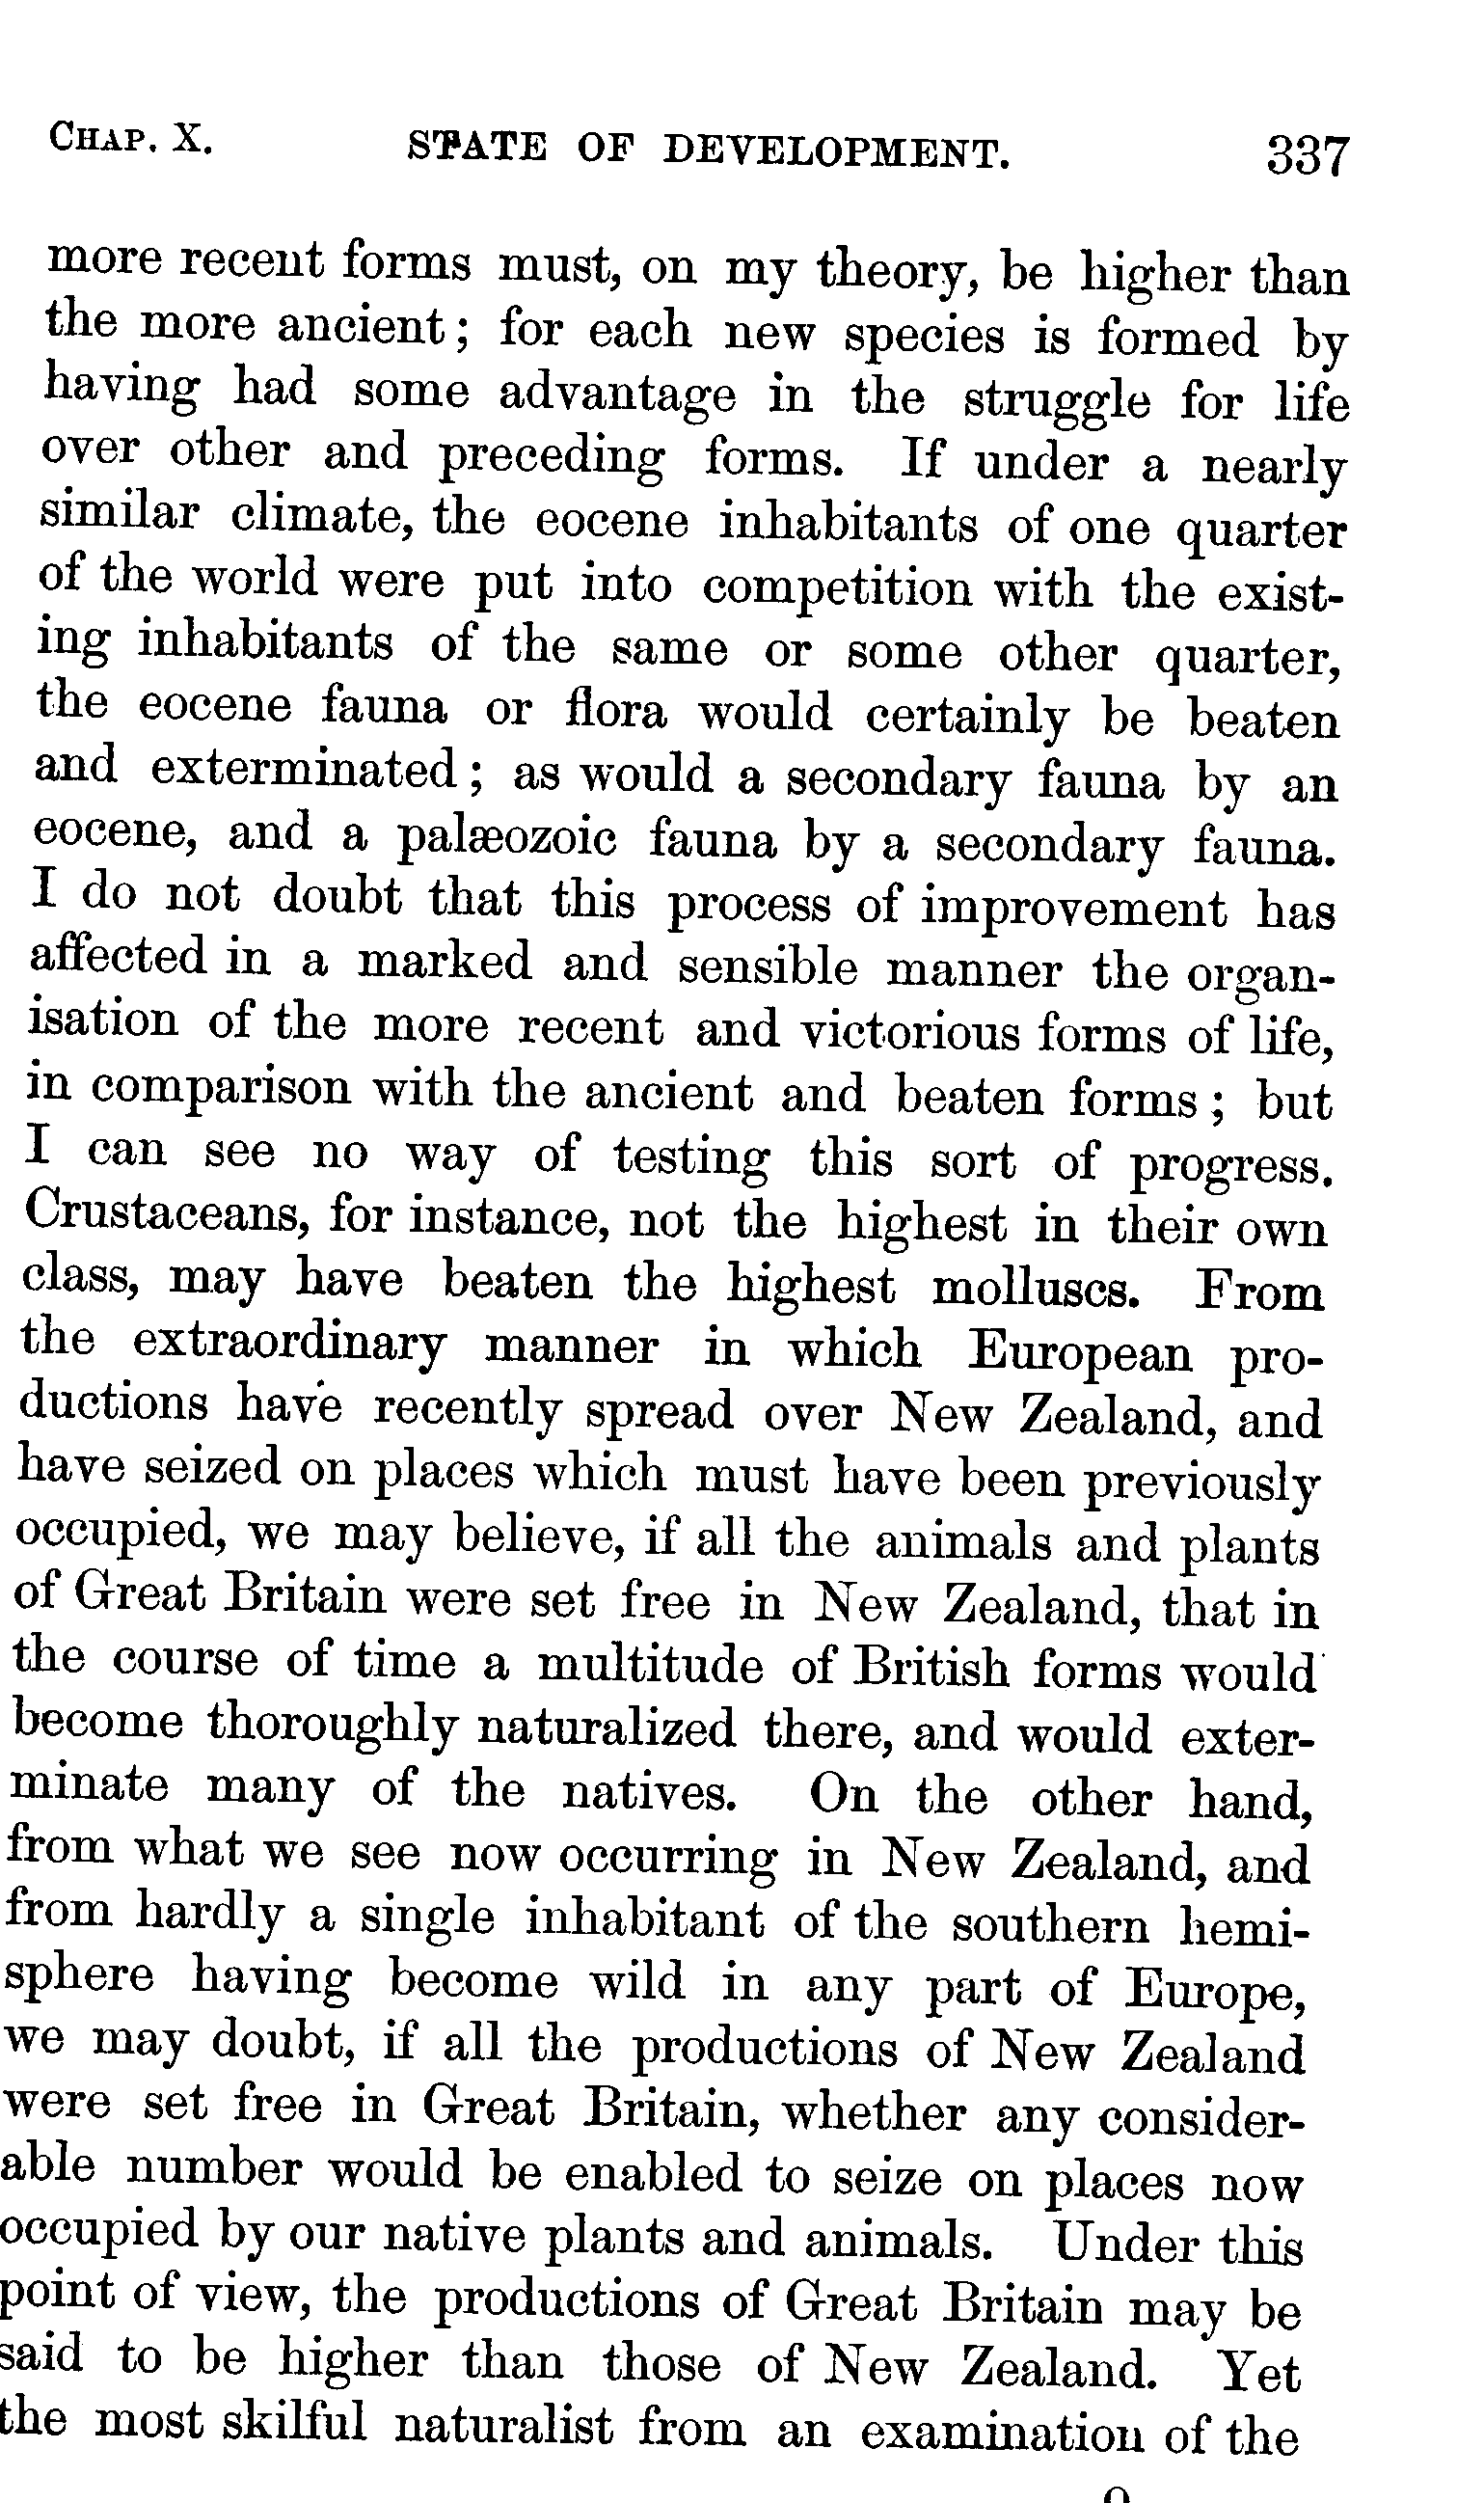 CHAP. X. STATE OF DEVELOPMENT. 337
more recent forms must, on my theory, be higher than
the more ancient; for each new species is formed by
having had some advantage in the struggle for life
over other and preceding forms. If under a nearly
similar climate, the eocene inhabitants of one quarter
of the world were put into competition with the exist-
ing inhabitants of the same or some other quarter,
the eocene fauna or flora would certainly be beaten
and exterminated; as would a secondary fauna by an
eocene, and a palæozoic fauna by a secondary fauna.
I do not doubt that this process of improvement has
affected in a marked and sensible manner the organ-
isation of the more recent and victorious forms of life,
in comparison with the ancient and beaten forms; but
I can see no way of testing this sort of progress.
Crustaceans, for instance, not the highest in their own
class, may have beaten the highest molluscs. From
the extraordinary manner in which European pro-
ductions have recently spread over New Zealand, and
have seized on places which must have been previously
occupied, we may believe, if all the animals and plants
of Great Britain were set free in New Zealand, that in
the course of time a multitude of British forms would
become thoroughly naturalized there, and would exter-
minate many of the natives. On the other hand,
from what we see now occurring in New Zealand, and
from hardly a single inhabitant of the southern hemi-
sphere having become wild in any part of Europe,
we may doubt, if all the productions of New Zealand
were set free in Great Britain, whether any consider-
able number would be enabled to seize on places now
occupied by our native plants and animals. Under this
point of view, the productions of Great Britain may be
said to be higher than those of New Zealand. Yet
the most skilful naturalist from an examination of the